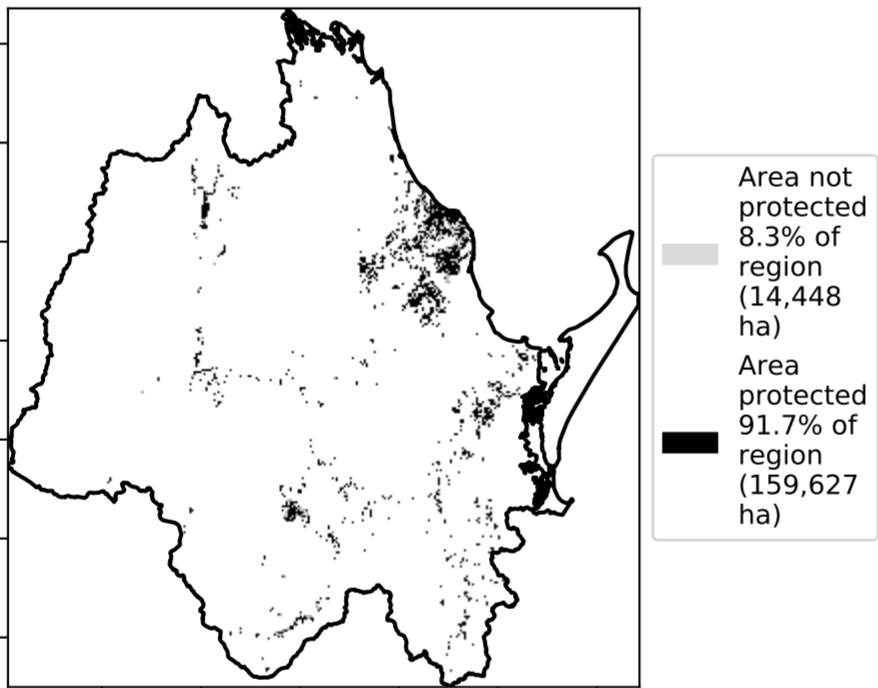 Area not
protected
8.3% of
region
(14,448
ha)
Area
protected
91.7% of
region
(159,627
ha)